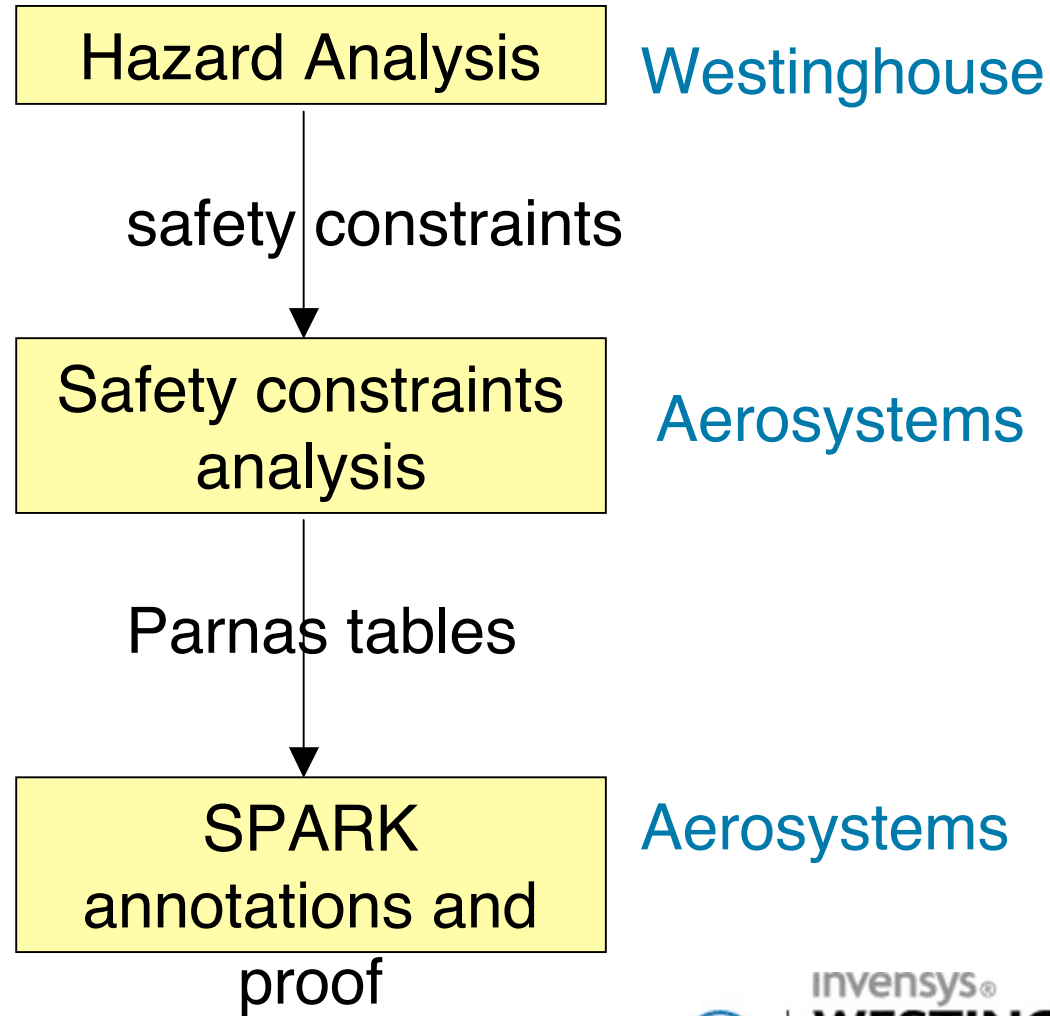 Hazard Analysis
Westinghouse
safety constraints
Safety constraints
analysis
Aerosystems
Parnas tables
SPARK
annotations and
proof
Aerosystems
invensys®